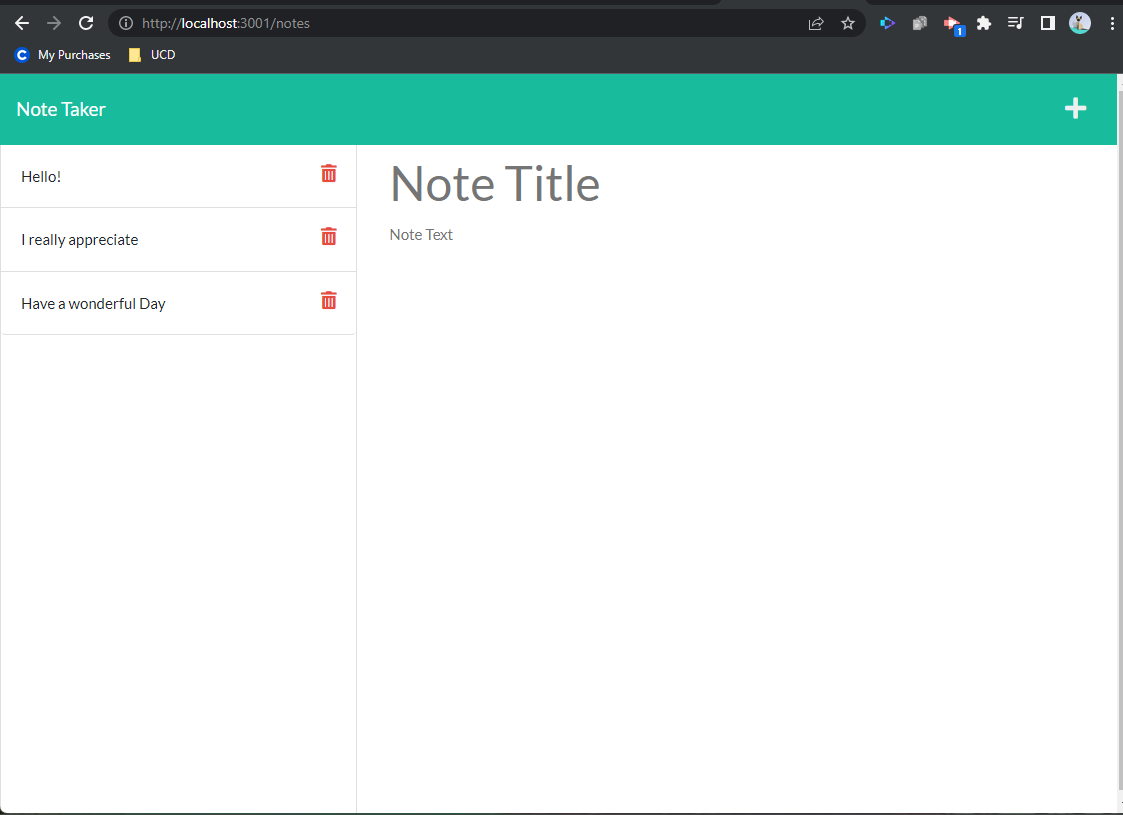 http://localhost:3001/notes
1
C My Purchases UCD
Note Taker
Hello!
I really appreciate
Have a wonderful Day
Note Title
Note Text